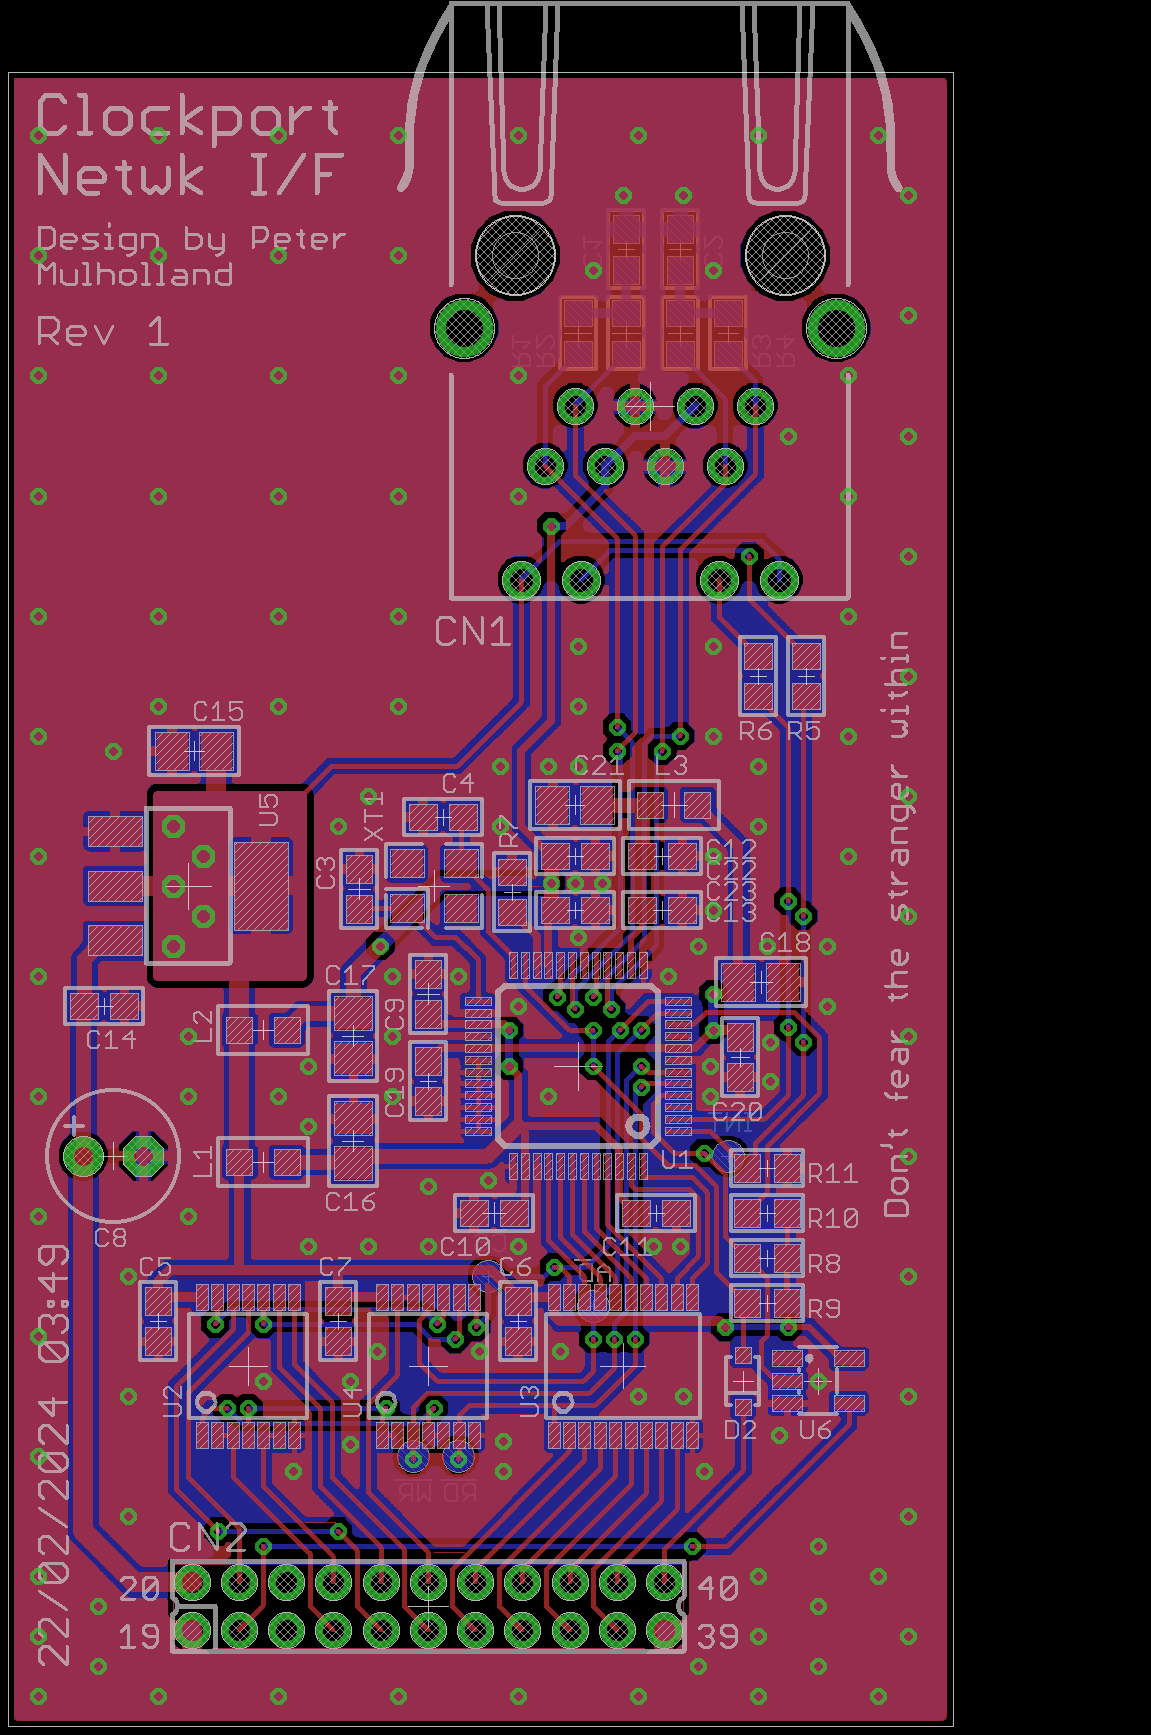 Clockport
Netwk I/F
Design by Peter
Mulholland
Rev 1
C1
C2
R1
R2
R3
R4
CN1
R6
R5
Don't fear the stranger within
C15
U5
XT1
C4
C21
L3
R7
C3
C12
C22
C23
C13
C18
C17
C9
L2
C14
C19
C20
INT
U1
L1
C16
R11
R10
C8
C10
C11
R8
C5
C7
C6
R9
U2
U4
U3
D2
U6
WR
RD
22/02/2024 03:49
CN2
20
40
19
39